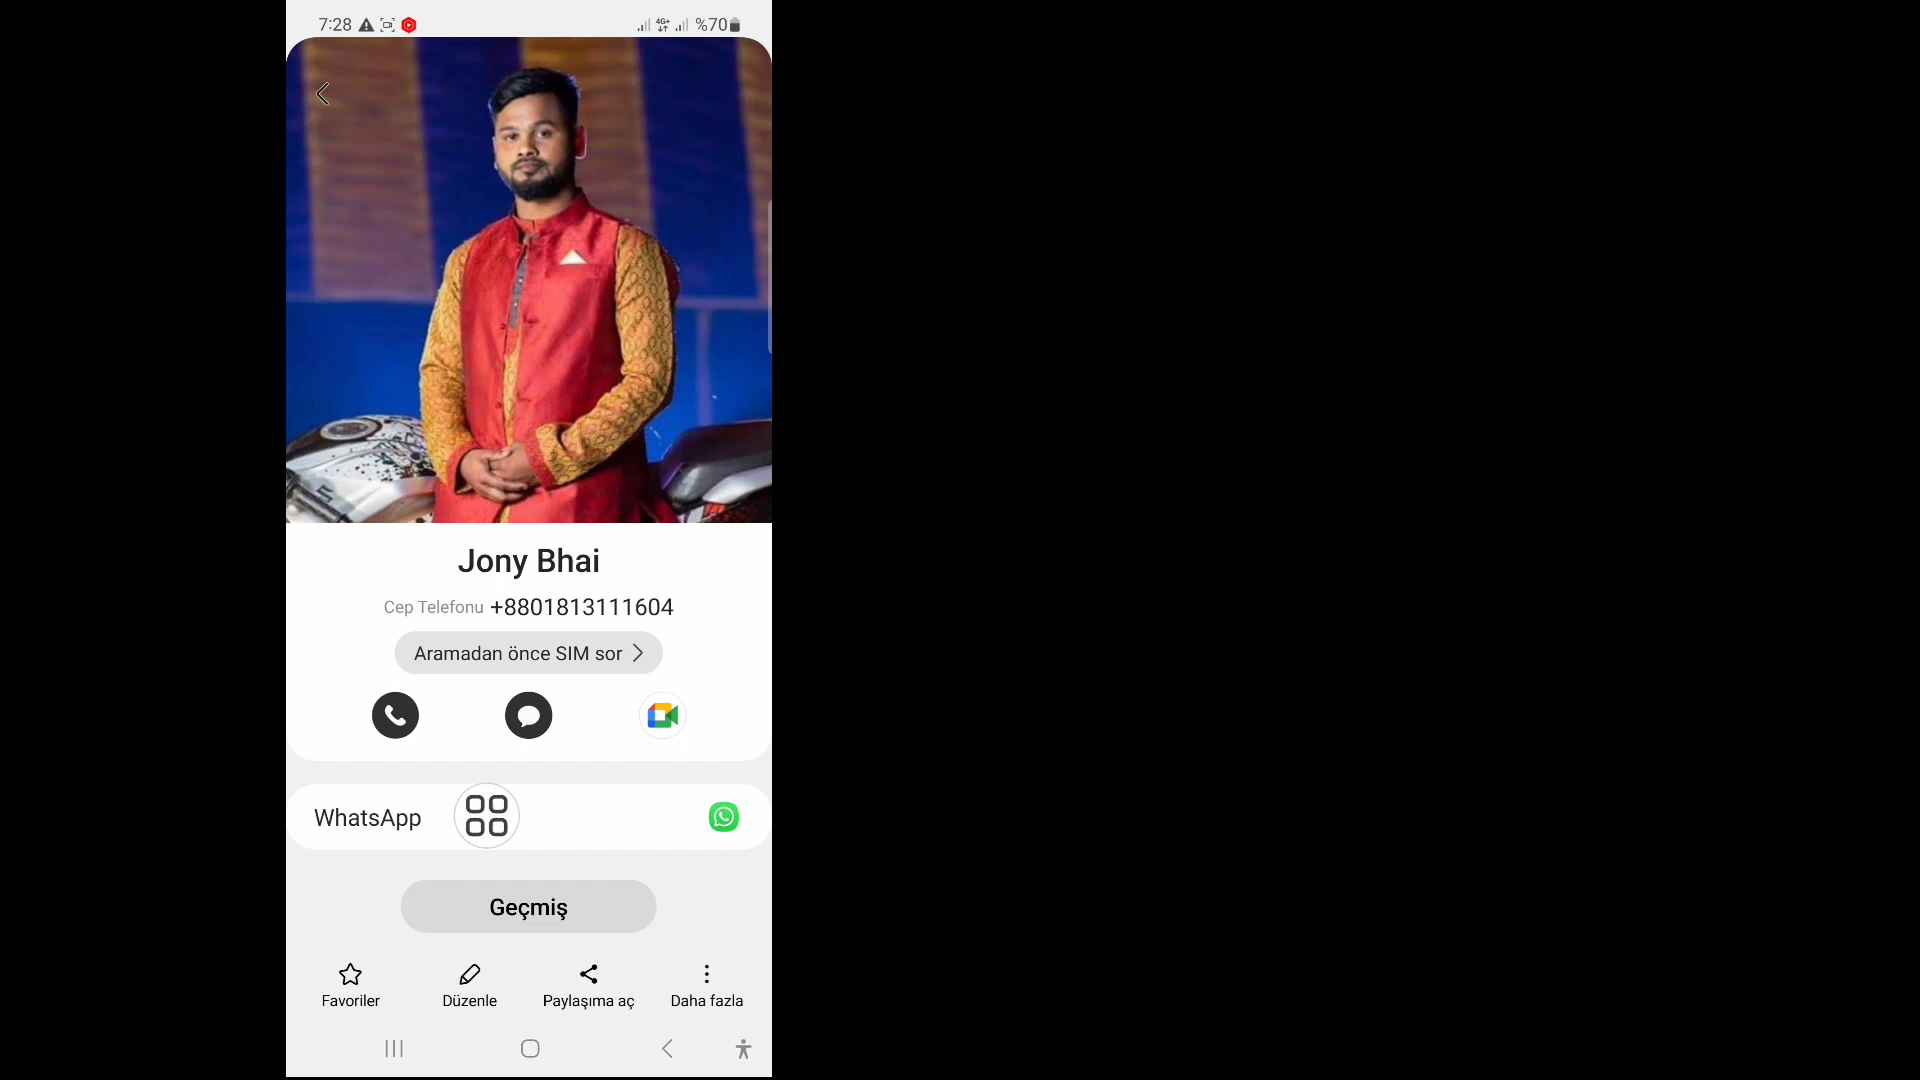 7:28
4G+
%70
Jony Bhai
Cep Telefonu +8801813111604
Aramadan önce SIM sor
WhatsApp
Geçmiş
Favoriler
Düzenle
Paylaşıma aç
Daha fazla